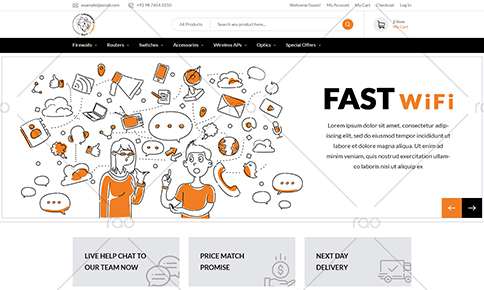 example@email.com +91 98 7654 3210 Welcome Guest! My Account My Cart Checkout Log In
All Products Search any product here... 2 Item
My Cart
Firewalls Routers Switches Accessories Wireless APs Optics Special Offers
FAST WiFi
Lorem ipsum dolor sit amet, consectetur adipiscing
elit, sed do eiusmod tempor incididunt ut
labore et dolore magna aliqua. Ut enim ad
minim veniam, quis nostrud exercitation ullamco
laboris nisi ut aliquip ex
LIVE HELP CHAT TO
OUR TEAM NOW
PRICE MATCH
PROMISE
NEXT DAY
DELIVERY
rao